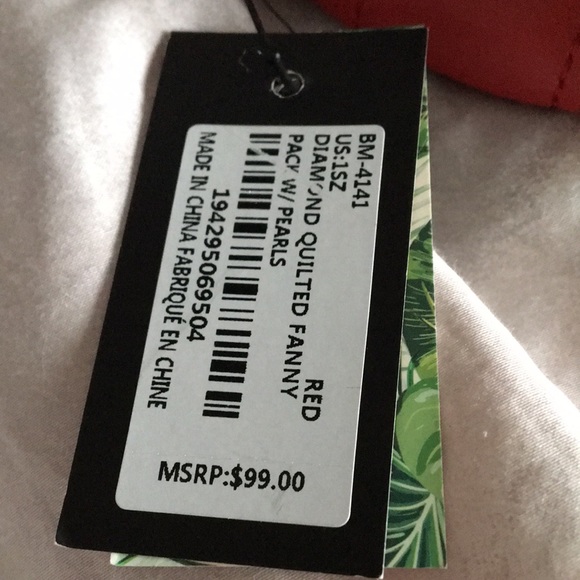 BM-4141
US:1SZ RED
DIAMOND QUILTED FANNY
PACK W/ PEARLS
194295069504
MADE IN CHINA FABRIQUÉ EN CHINE
MSRP:$99.00